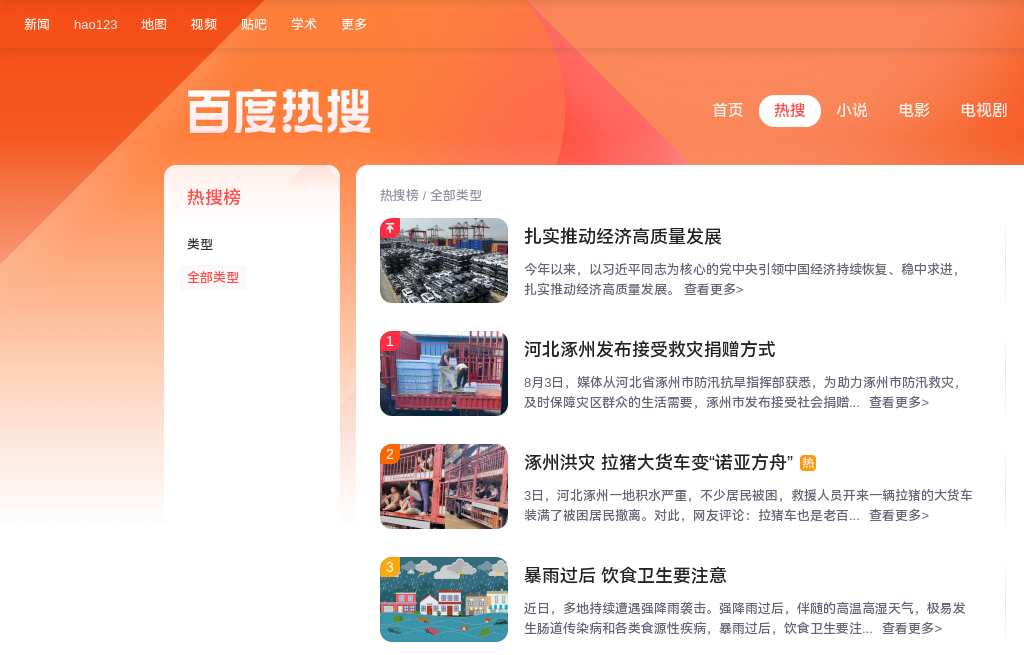 新闻 hao123 地图 视频 贴吧 学术 更多
百度热搜
首页 热搜 小说 电影 电视剧
热搜榜
类型
全部类型
热搜榜 / 全部类型
扎实推动经济高质量发展
今年以来，以习近平同志为核心的党中央引领中国经济持续恢复、稳中求进，
扎实推动经济高质量发展。 查看更多>
1
河北涿州发布接受救灾捐赠方式
8月3日，媒体从河北省涿州市防汛抗旱指挥部获悉，为助力涿州市防汛救灾，
及时保障灾区群众的生活需要，涿州市发布接受社会捐赠... 查看更多>
2
涿州洪灾 拉猪大货车变“诺亚方舟” 热
3日，河北涿州一地积水严重，不少居民被困，救援人员开来一辆拉猪的大货车
装满了被困居民撤离。对此，网友评论：拉猪车也是老百... 查看更多>
3
暴雨过后 饮食卫生要注意
近日，多地持续遭遇强降雨袭击。强降雨过后，伴随的高温高湿天气，极易发
生肠道传染病和各类食源性疾病，暴雨过后，饮食卫生要注... 查看更多>